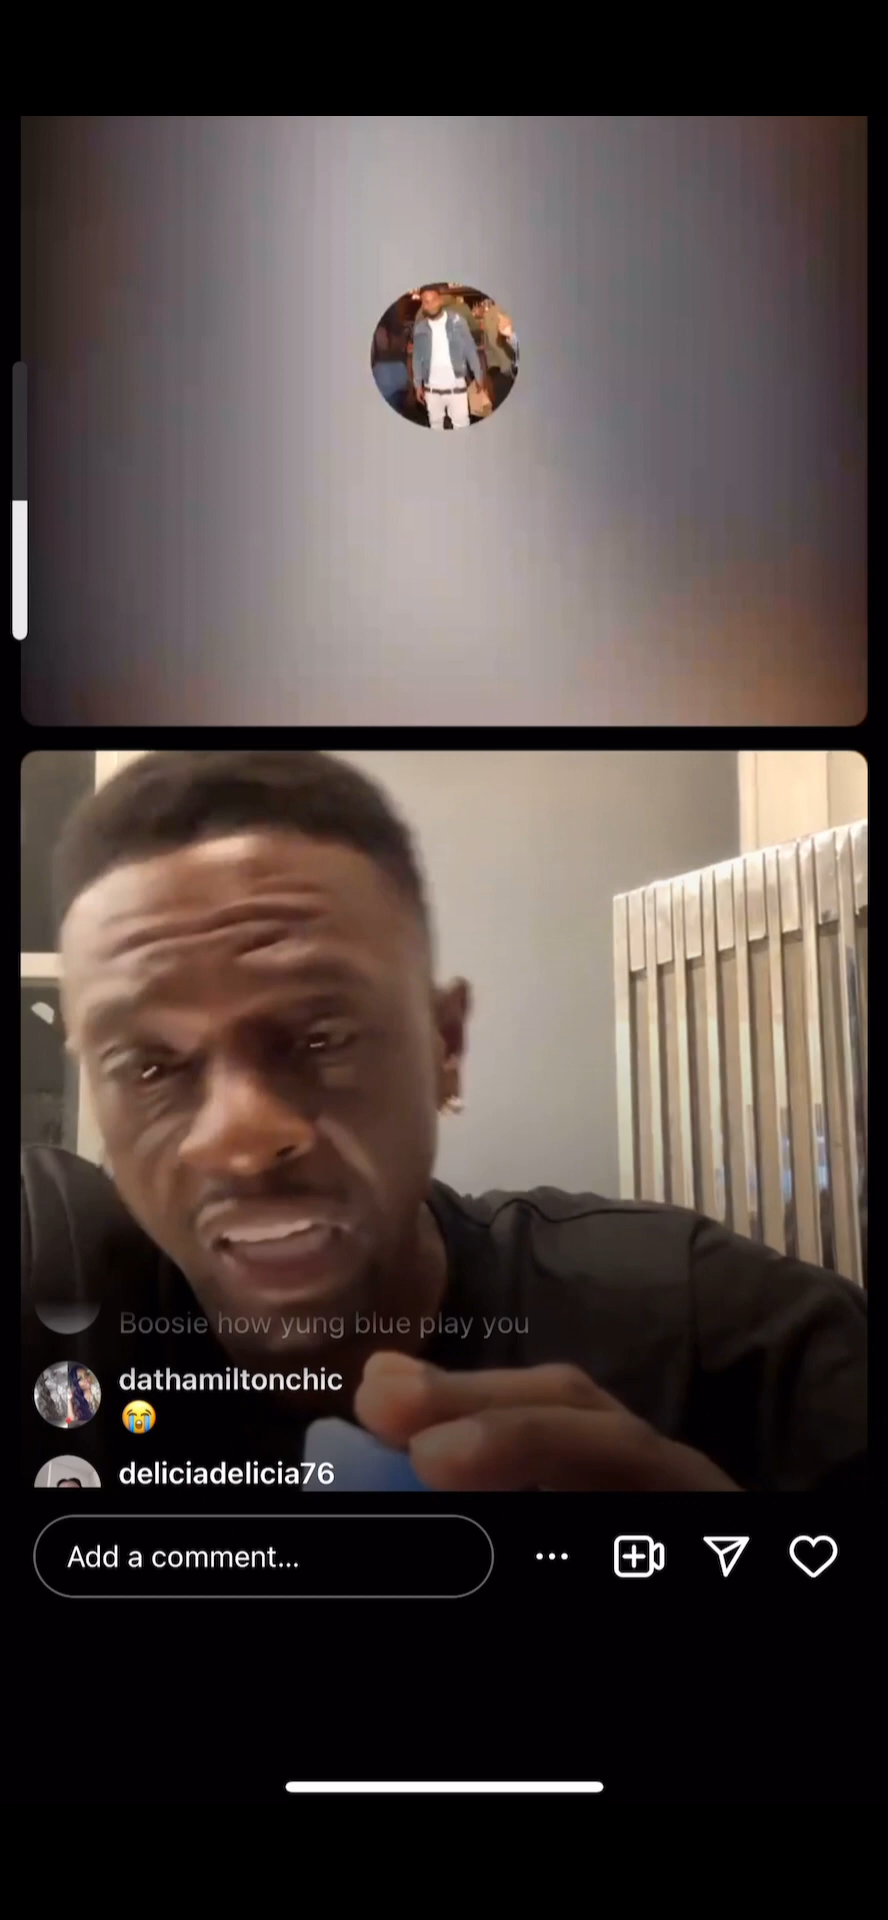 Boosie how yung blue play you
dathamiltonchic
😭
deliciadelicia76
Add a comment...